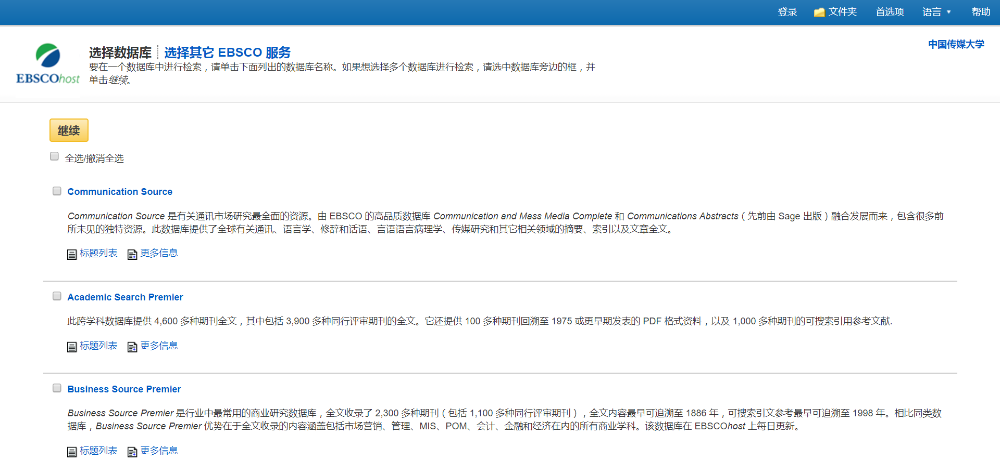 登录 文件夹 首选项 语言 帮助
中国传媒大学
EBSCOhost
选择数据库 选择其它 EBSCO 服务
要在一个数据库中进行检索，请单击下面列出的数据库名称。如果想选择多个数据库进行检索，请选中数据库旁边的框，并
单击继续。
继续
全选/撤消全选
Communication Source
Communication Source 是有关通讯市场研究最全面的资源。由 EBSCO 的高品质数据库 Communication and Mass Media Complete 和 Communications Abstracts（先前由 Sage 出版）融合发展而来，包含很多前
所未见的独特资源。此数据库提供了全球有关通讯、语言学、修辞和话语、言语语言病理学、传媒研究和其它相关领域的摘要、索引以及文章全文。
标题列表 更多信息
Academic Search Premier
此跨学科数据库提供 4,600 多种期刊全文，其中包括 3,900 多种同行评审期刊的全文。它还提供 100 多种期刊回溯至 1975 或更早期发表的 PDF 格式资料，以及 1,000 多种期刊的可搜索引用参考文献.
标题列表 更多信息
Business Source Premier
Business Source Premier 是行业中最常用的商业研究数据库，全文收录了 2,300 多种期刊（包括 1,100 多种同行评审期刊），全文内容最早可追溯至 1886 年，可搜索引文参考最早可追溯至 1998 年。相比同类数
据库，Business Source Premier 优势在于全文收录的内容涵盖包括市场营销、管理、MIS、POM、会计、金融和经济在内的所有商业学科。该数据库在 EBSCOhost 上每日更新。
标题列表 更多信息